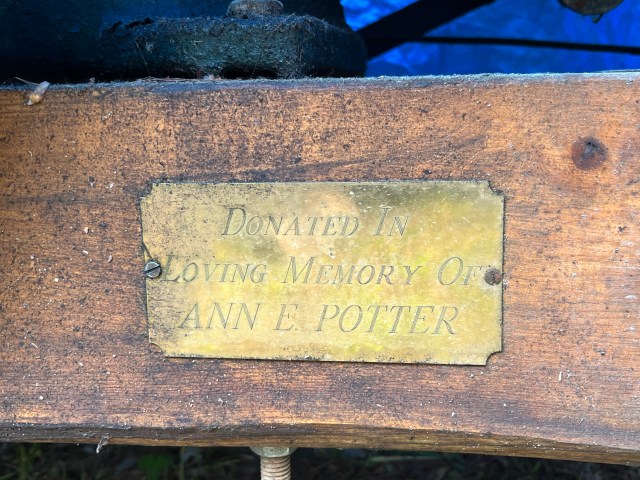 Donated In
Loving Memory Of
ANN E. POTTER